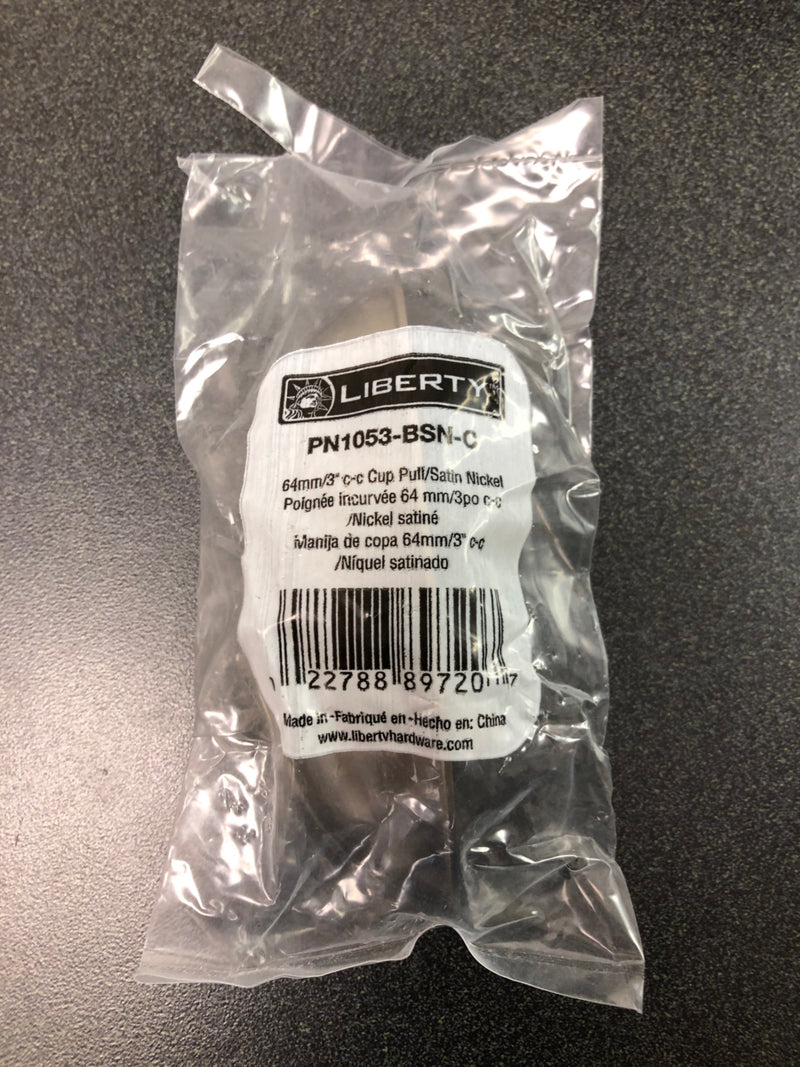 LIBERTY
PN1053-BSN-C
64mm/3" c-c Cup Pull/Satin Nickel
Poignée incurvée 64 mm/3po c-c
/Nickel satiné
Manija de copa 64mm/3" c-c
/Níquel satinado
22788 89720 7
Made in -Fabriqué en -Hecho en: China
www.libertyhardware.com